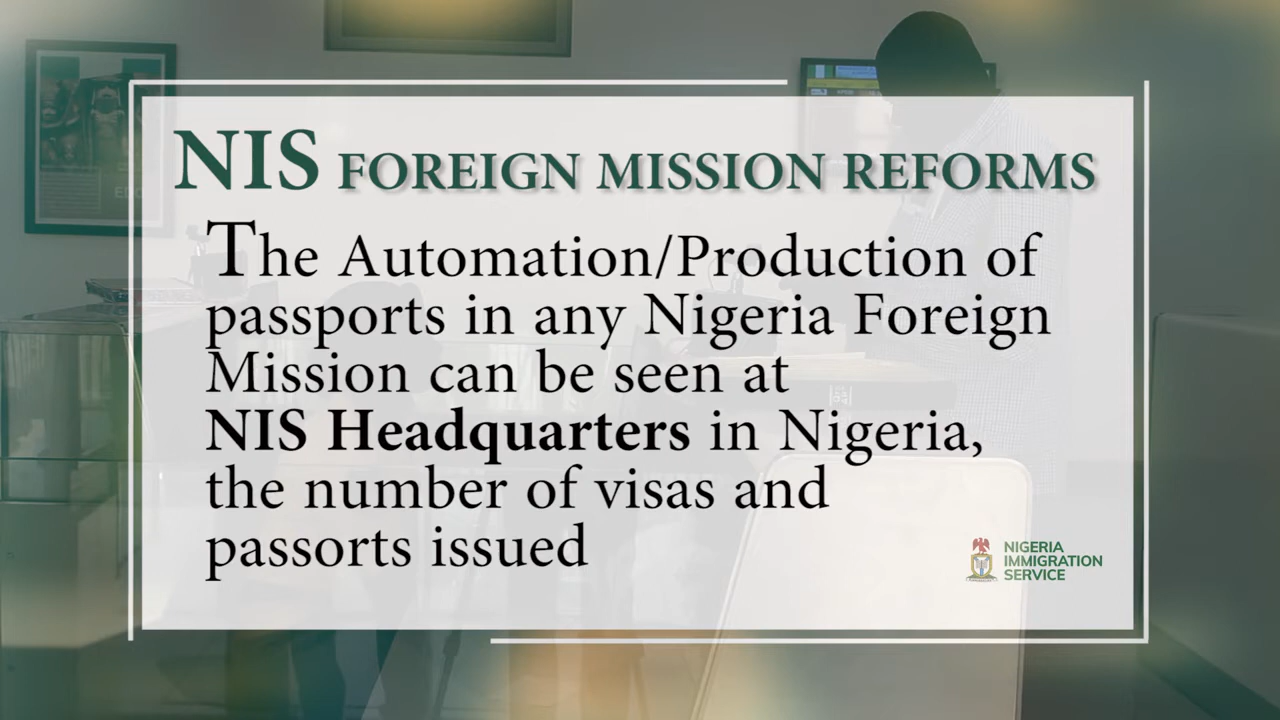 NIS FOREIGN MISSION REFORMS
The Automation/Production of
passports in any Nigeria Foreign
Mission can be seen at
NIS Headquarters in Nigeria,
the number of visas and
passorts issued
NIGERIA
IMMIGRATION
SERVICE